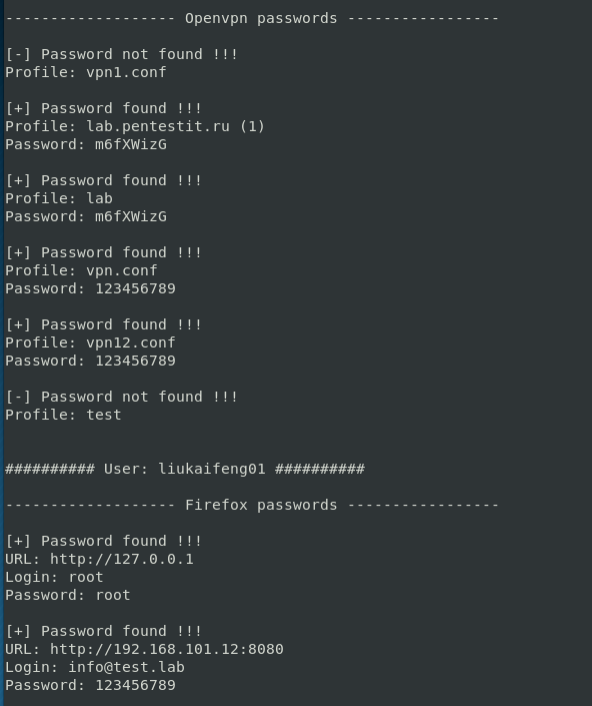 ------------------- Openvpn passwords -----------------
[-] Password not found !!!
Profile: vpn1.conf
[+] Password found !!!
Profile: lab.pentestit.ru (1)
Password: m6fXWizG
[+] Password found !!!
Profile: lab
Password: m6fXWizG
[+] Password found !!!
Profile: vpn.conf
Password: 123456789
[+] Password found !!!
Profile: vpn12.conf
Password: 123456789
[-] Password not found !!!
Profile: test
########## User: liukaifeng01 ##########
------------------- Firefox passwords -----------------
[+] Password found !!!
URL: http://127.0.0.1
Login: root
Password: root
[+] Password found !!!
URL: http://192.168.101.12:8080
Login: info@test.lab
Password: 123456789